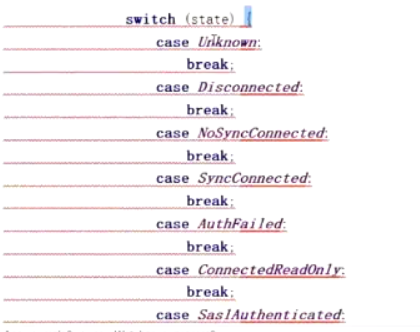 switch (state) {
case Unknown:
break;
case Disconnected:
break;
case NoSyncConnected:
break;
case SyncConnected:
break;
case AuthFailed:
break;
case ConnectedReadOnly:
break;
case SaslAuthenticated: